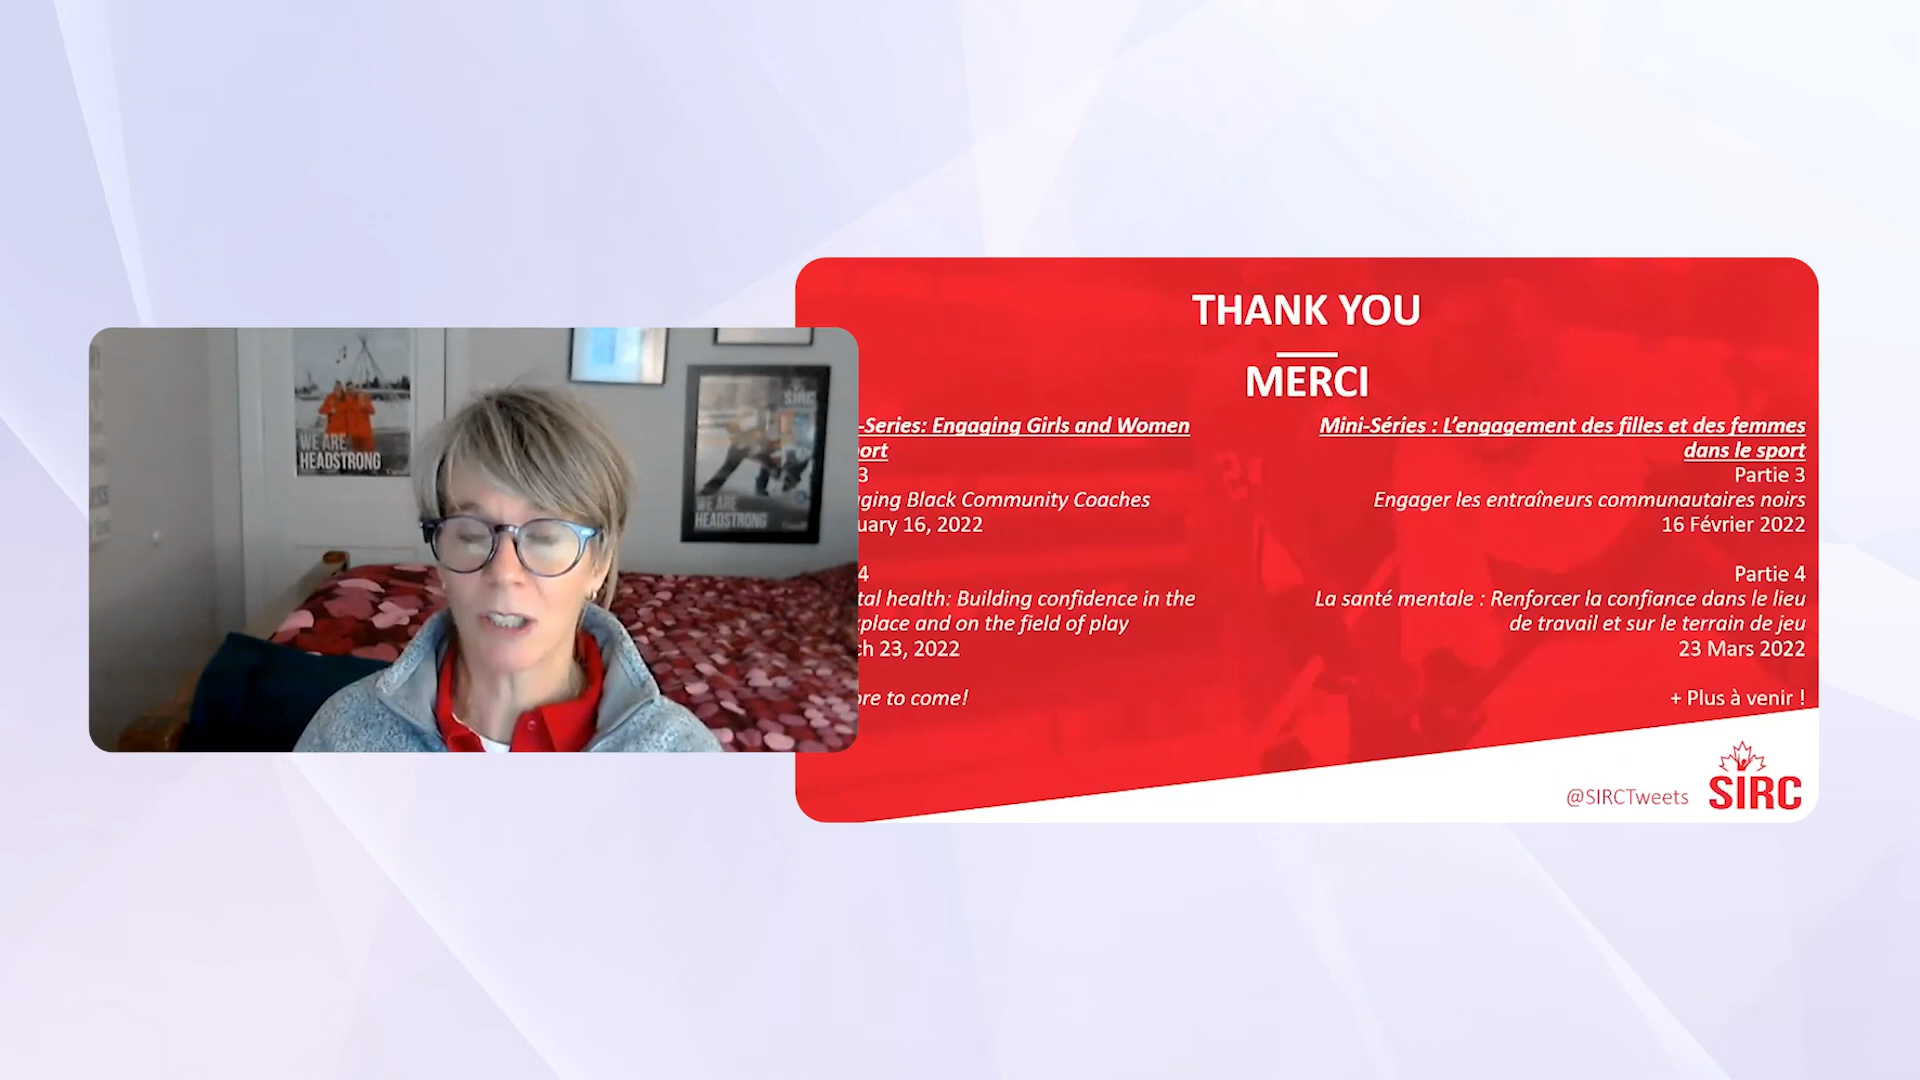 WE ARE
HEADSTRONG
SIRC
WE ARE
HEADSTRONG
THANK YOU
MERCI
-Series: Engaging Girls and Women
ort
3
ging Black Community Coaches
uary 16, 2022
4
tal health: Building confidence in the
place and on the field of play
ch 23, 2022
re to come!
Mini-Séries : L'engagement des filles et des femmes
dans le sport
Partie 3
Engager les entraîneurs communautaires noirs
16 Février 2022
Partie 4
La santé mentale : Renforcer la confiance dans le lieu
de travail et sur le terrain de jeu
23 Mars 2022
+ Plus à venir !
@SIRCTweets
SIRC